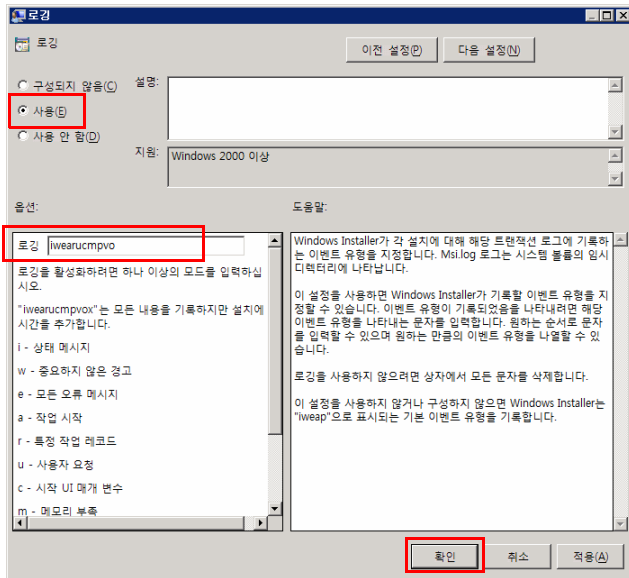 로깅
로깅
이전 설정(P)
다음 설정(N)
구성되지 않음(C)
설명:
사용(E)
사용 안 함(D)
지원:
Windows 2000 이상
옵션:
도움말:
로깅 iwearucmpvo
로깅을 활성화하려면 하나 이상의 모드를 입력하십
시오.
"iwearucmpvox"는 모든 내용을 기록하지만 설치에
시간을 추가합니다.
i - 상태 메시지
w - 중요하지 않은 경고
e - 모든 오류 메시지
a - 작업 시작
r - 특정 작업 레코드
u - 사용자 요청
c - 시작 UI 매개 변수
m - 메모리 부족
Windows Installer가 각 설치에 대해 해당 트랜잭션 로그에 기록하
는 이벤트 유형을 지정합니다. Msi.log 로그는 시스템 볼륨의 임시
디렉터리에 나타납니다.
이 설정을 사용하면 Windows Installer가 기록할 이벤트 유형을 지
정할 수 있습니다. 이벤트 유형이 기록되었음을 나타내려면 해당
이벤트 유형을 나타내는 문자를 입력합니다. 원하는 순서로 문자
를 입력할 수 있으며 원하는 만큼의 이벤트 유형을 나열할 수 있
습니다.
로깅을 사용하지 않으려면 상자에서 모든 문자를 삭제합니다.
이 설정을 사용하지 않거나 구성하지 않으면 Windows Installer는
"iweap"으로 표시되는 기본 이벤트 유형을 기록합니다.
확인
취소
적용(A)